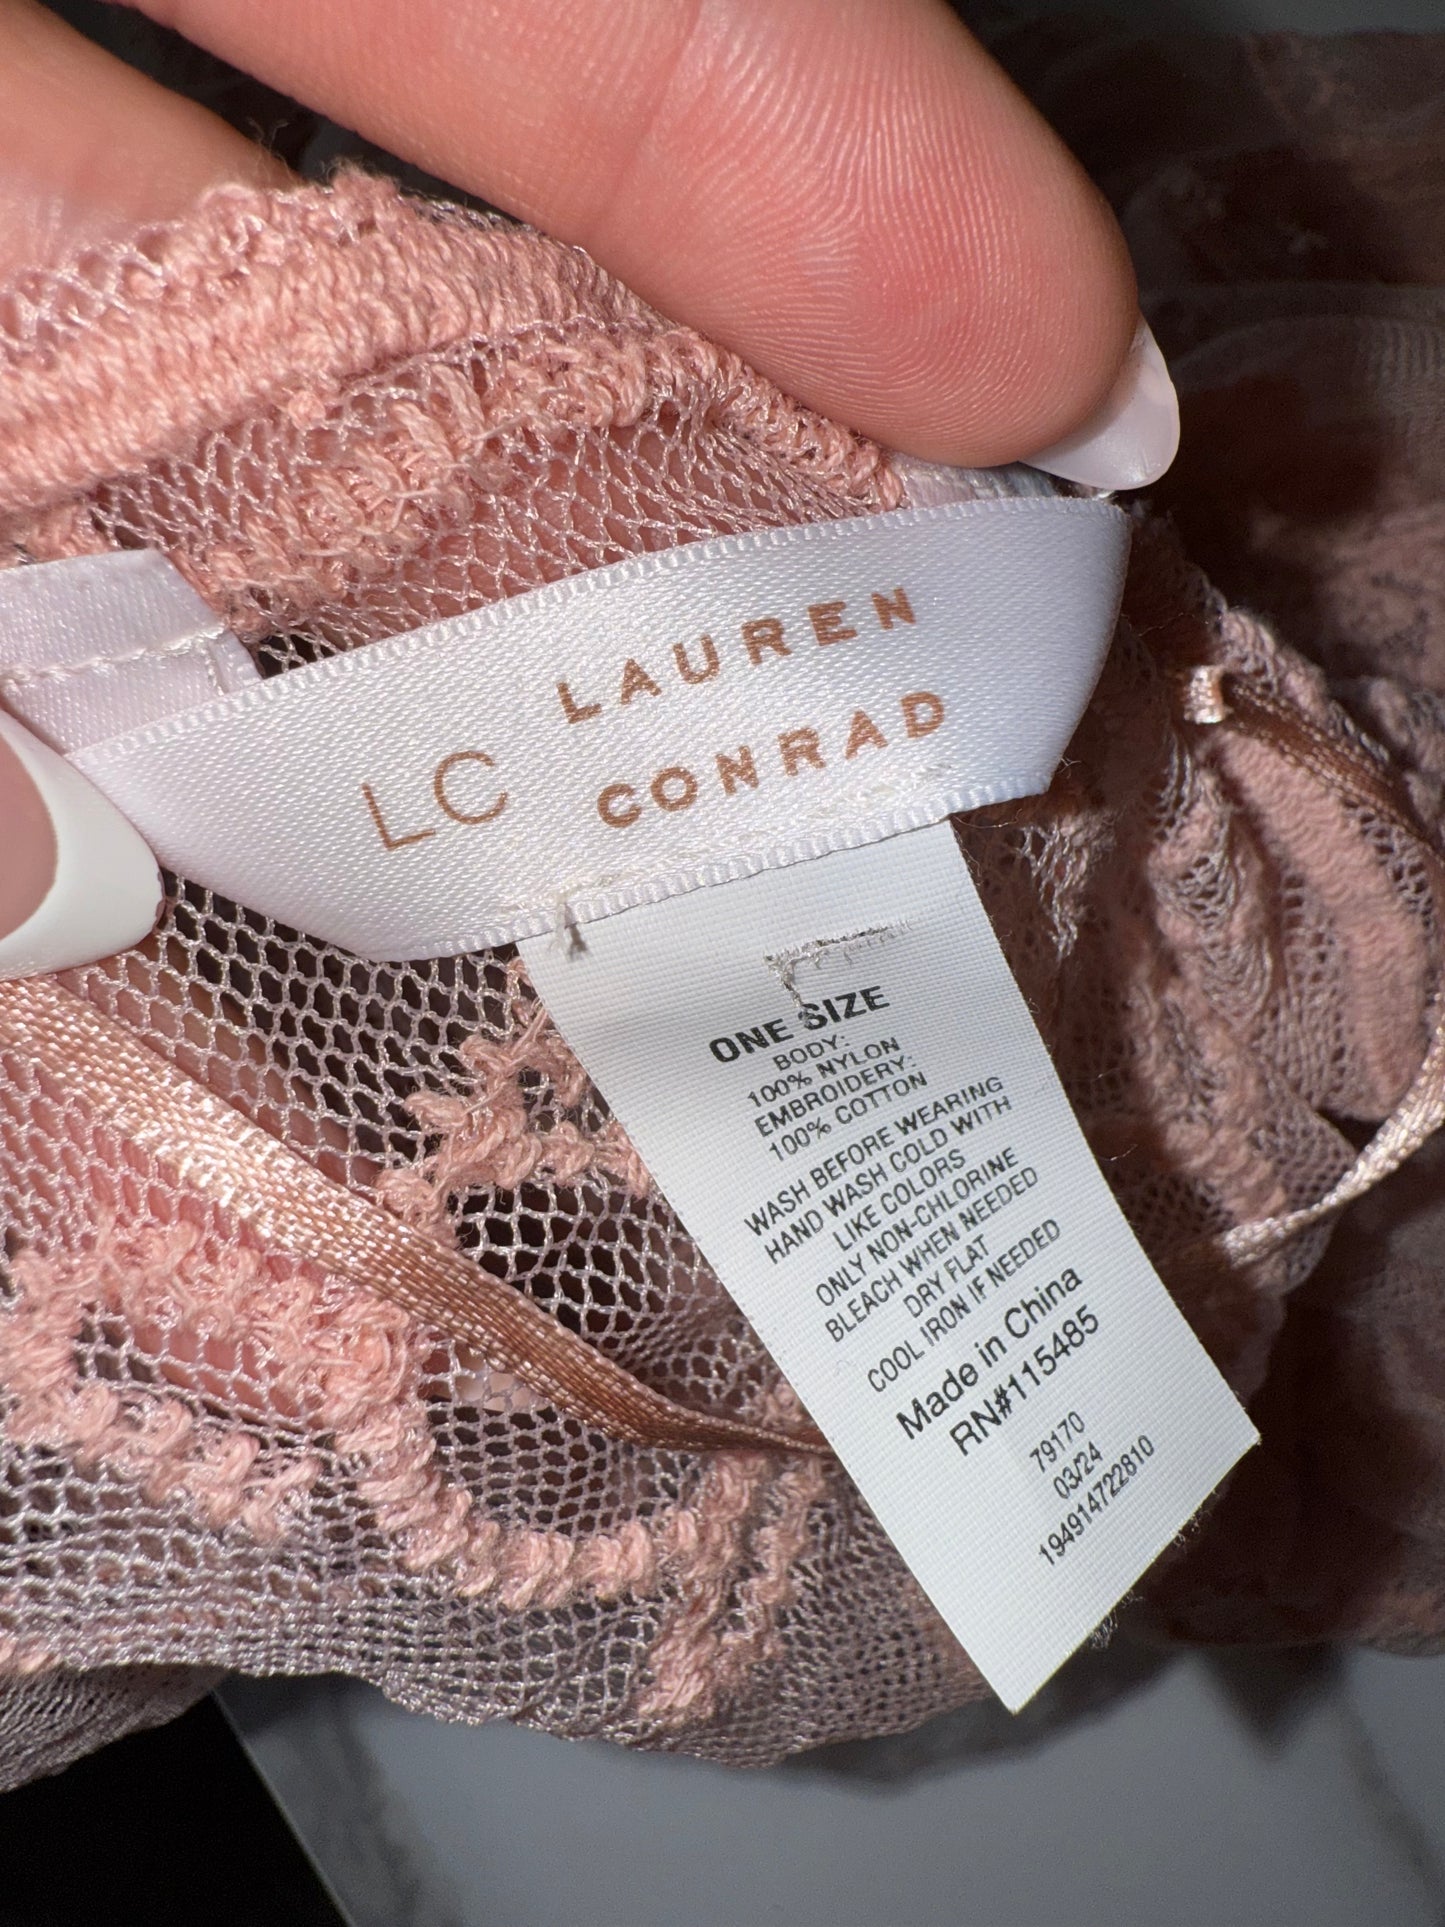 LC LAUREN
CONRAD
ONE SIZE
BODY:
100% NYLON
EMBROIDERY:
100% COTTON
WASH BEFORE WEARING
HAND WASH COLD WITH
LIKE COLORS
ONLY NON-CHLORINE
BLEACH WHEN NEEDED
DRY FLAT
COOL IRON IF NEEDED
Made in China
RN#115485
79170
03/24
194914722810